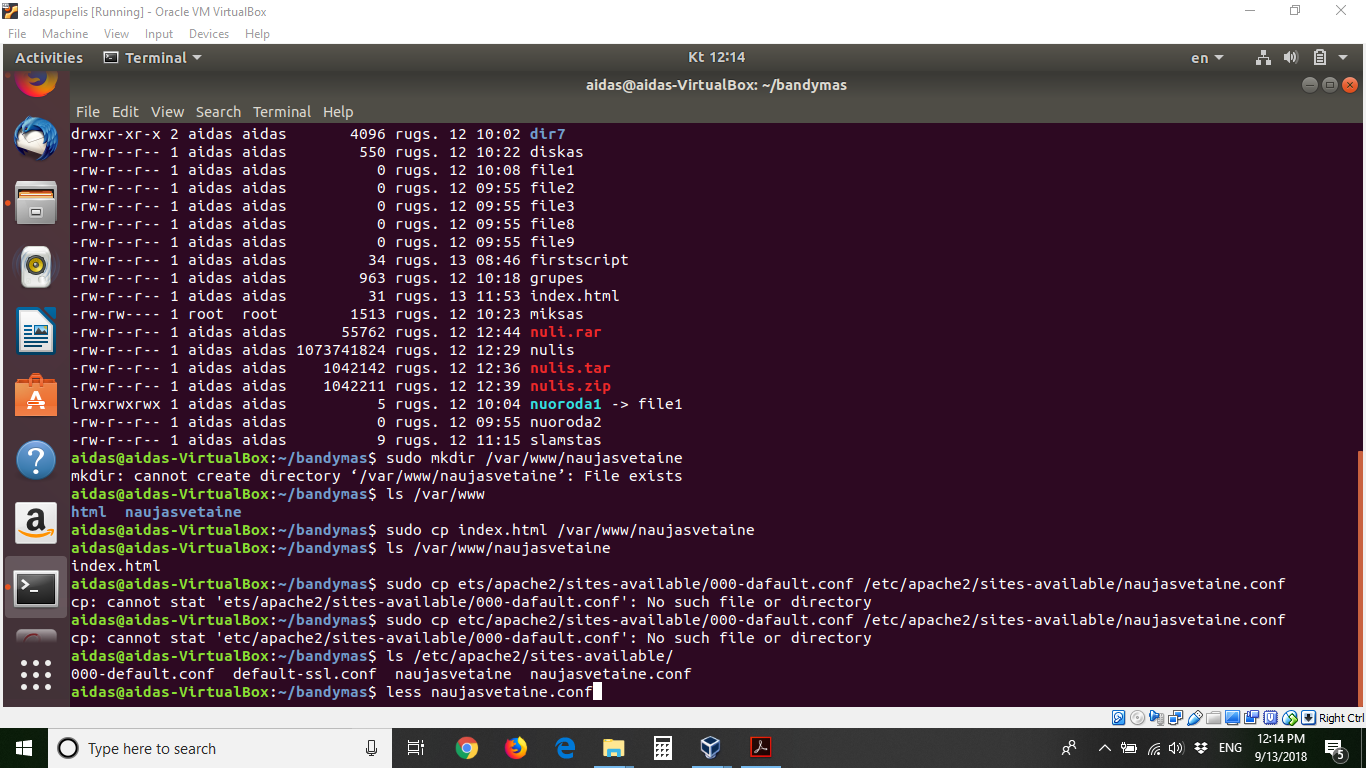 aidaspupelis [Running] - Oracle VM VirtualBox
File Machine View Input Devices Help
Activities Terminal Kt 12:14 en
aidas@aidas-VirtualBox: ~/bandymas
File Edit View Search Terminal Help
drwxr-xr-x 2 aidas aidas 4096 rugs. 12 10:02 dir7
-rw-r--r-- 1 aidas aidas 550 rugs. 12 10:22 diskas
-rw-r--r-- 1 aidas aidas 0 rugs. 12 10:08 file1
-rw-r--r-- 1 aidas aidas 0 rugs. 12 09:55 file2
-rw-r--r-- 1 aidas aidas 0 rugs. 12 09:55 file3
-rw-r--r-- 1 aidas aidas 0 rugs. 12 09:55 file8
-rw-r--r-- 1 aidas aidas 0 rugs. 12 09:55 file9
-rw-r--r-- 1 aidas aidas 34 rugs. 13 08:46 firstscript
-rw-r--r-- 1 aidas aidas 963 rugs. 12 10:18 grupes
-rw-r--r-- 1 aidas aidas 31 rugs. 13 11:53 index.html
-rw-rw---- 1 root root 1513 rugs. 12 10:23 miksas
-rw-r--r-- 1 aidas aidas 55762 rugs. 12 12:44 nuli.rar
-rw-r--r-- 1 aidas aidas 1073741824 rugs. 12 12:29 nulis
-rw-r--r-- 1 aidas aidas 1042142 rugs. 12 12:36 nulis.tar
-rw-r--r-- 1 aidas aidas 1042211 rugs. 12 12:39 nulis.zip
lrwxrwxrwx 1 aidas aidas 5 rugs. 12 10:04 nuoroda1 -> file1
-rw-r--r-- 1 aidas aidas 0 rugs. 12 09:55 nuoroda2
-rw-r--r-- 1 aidas aidas 9 rugs. 12 11:15 slamstas
aidas@aidas-VirtualBox:~/bandymas$ sudo mkdir /var/www/naujasvetaine
mkdir: cannot create directory ‘/var/www/naujasvetaine’: File exists
aidas@aidas-VirtualBox:~/bandymas$ ls /var/www
html naujasvetaine
aidas@aidas-VirtualBox:~/bandymas$ sudo cp index.html /var/www/naujasvetaine
aidas@aidas-VirtualBox:~/bandymas$ ls /var/www/naujasvetaine
index.html
aidas@aidas-VirtualBox:~/bandymas$ sudo cp ets/apache2/sites-available/000-dafault.conf /etc/apache2/sites-available/naujasvetaine.conf
cp: cannot stat 'ets/apache2/sites-available/000-dafault.conf': No such file or directory
aidas@aidas-VirtualBox:~/bandymas$ sudo cp etc/apache2/sites-available/000-dafault.conf /etc/apache2/sites-available/naujasvetaine.conf
cp: cannot stat 'etc/apache2/sites-available/000-dafault.conf': No such file or directory
aidas@aidas-VirtualBox:~/bandymas$ ls /etc/apache2/sites-available/
000-default.conf default-ssl.conf naujasvetaine naujasvetaine.conf
aidas@aidas-VirtualBox:~/bandymas$ less naujasvetaine.conf
Right Ctrl
Type here to search
ENG
12:14 PM
9/13/2018
5